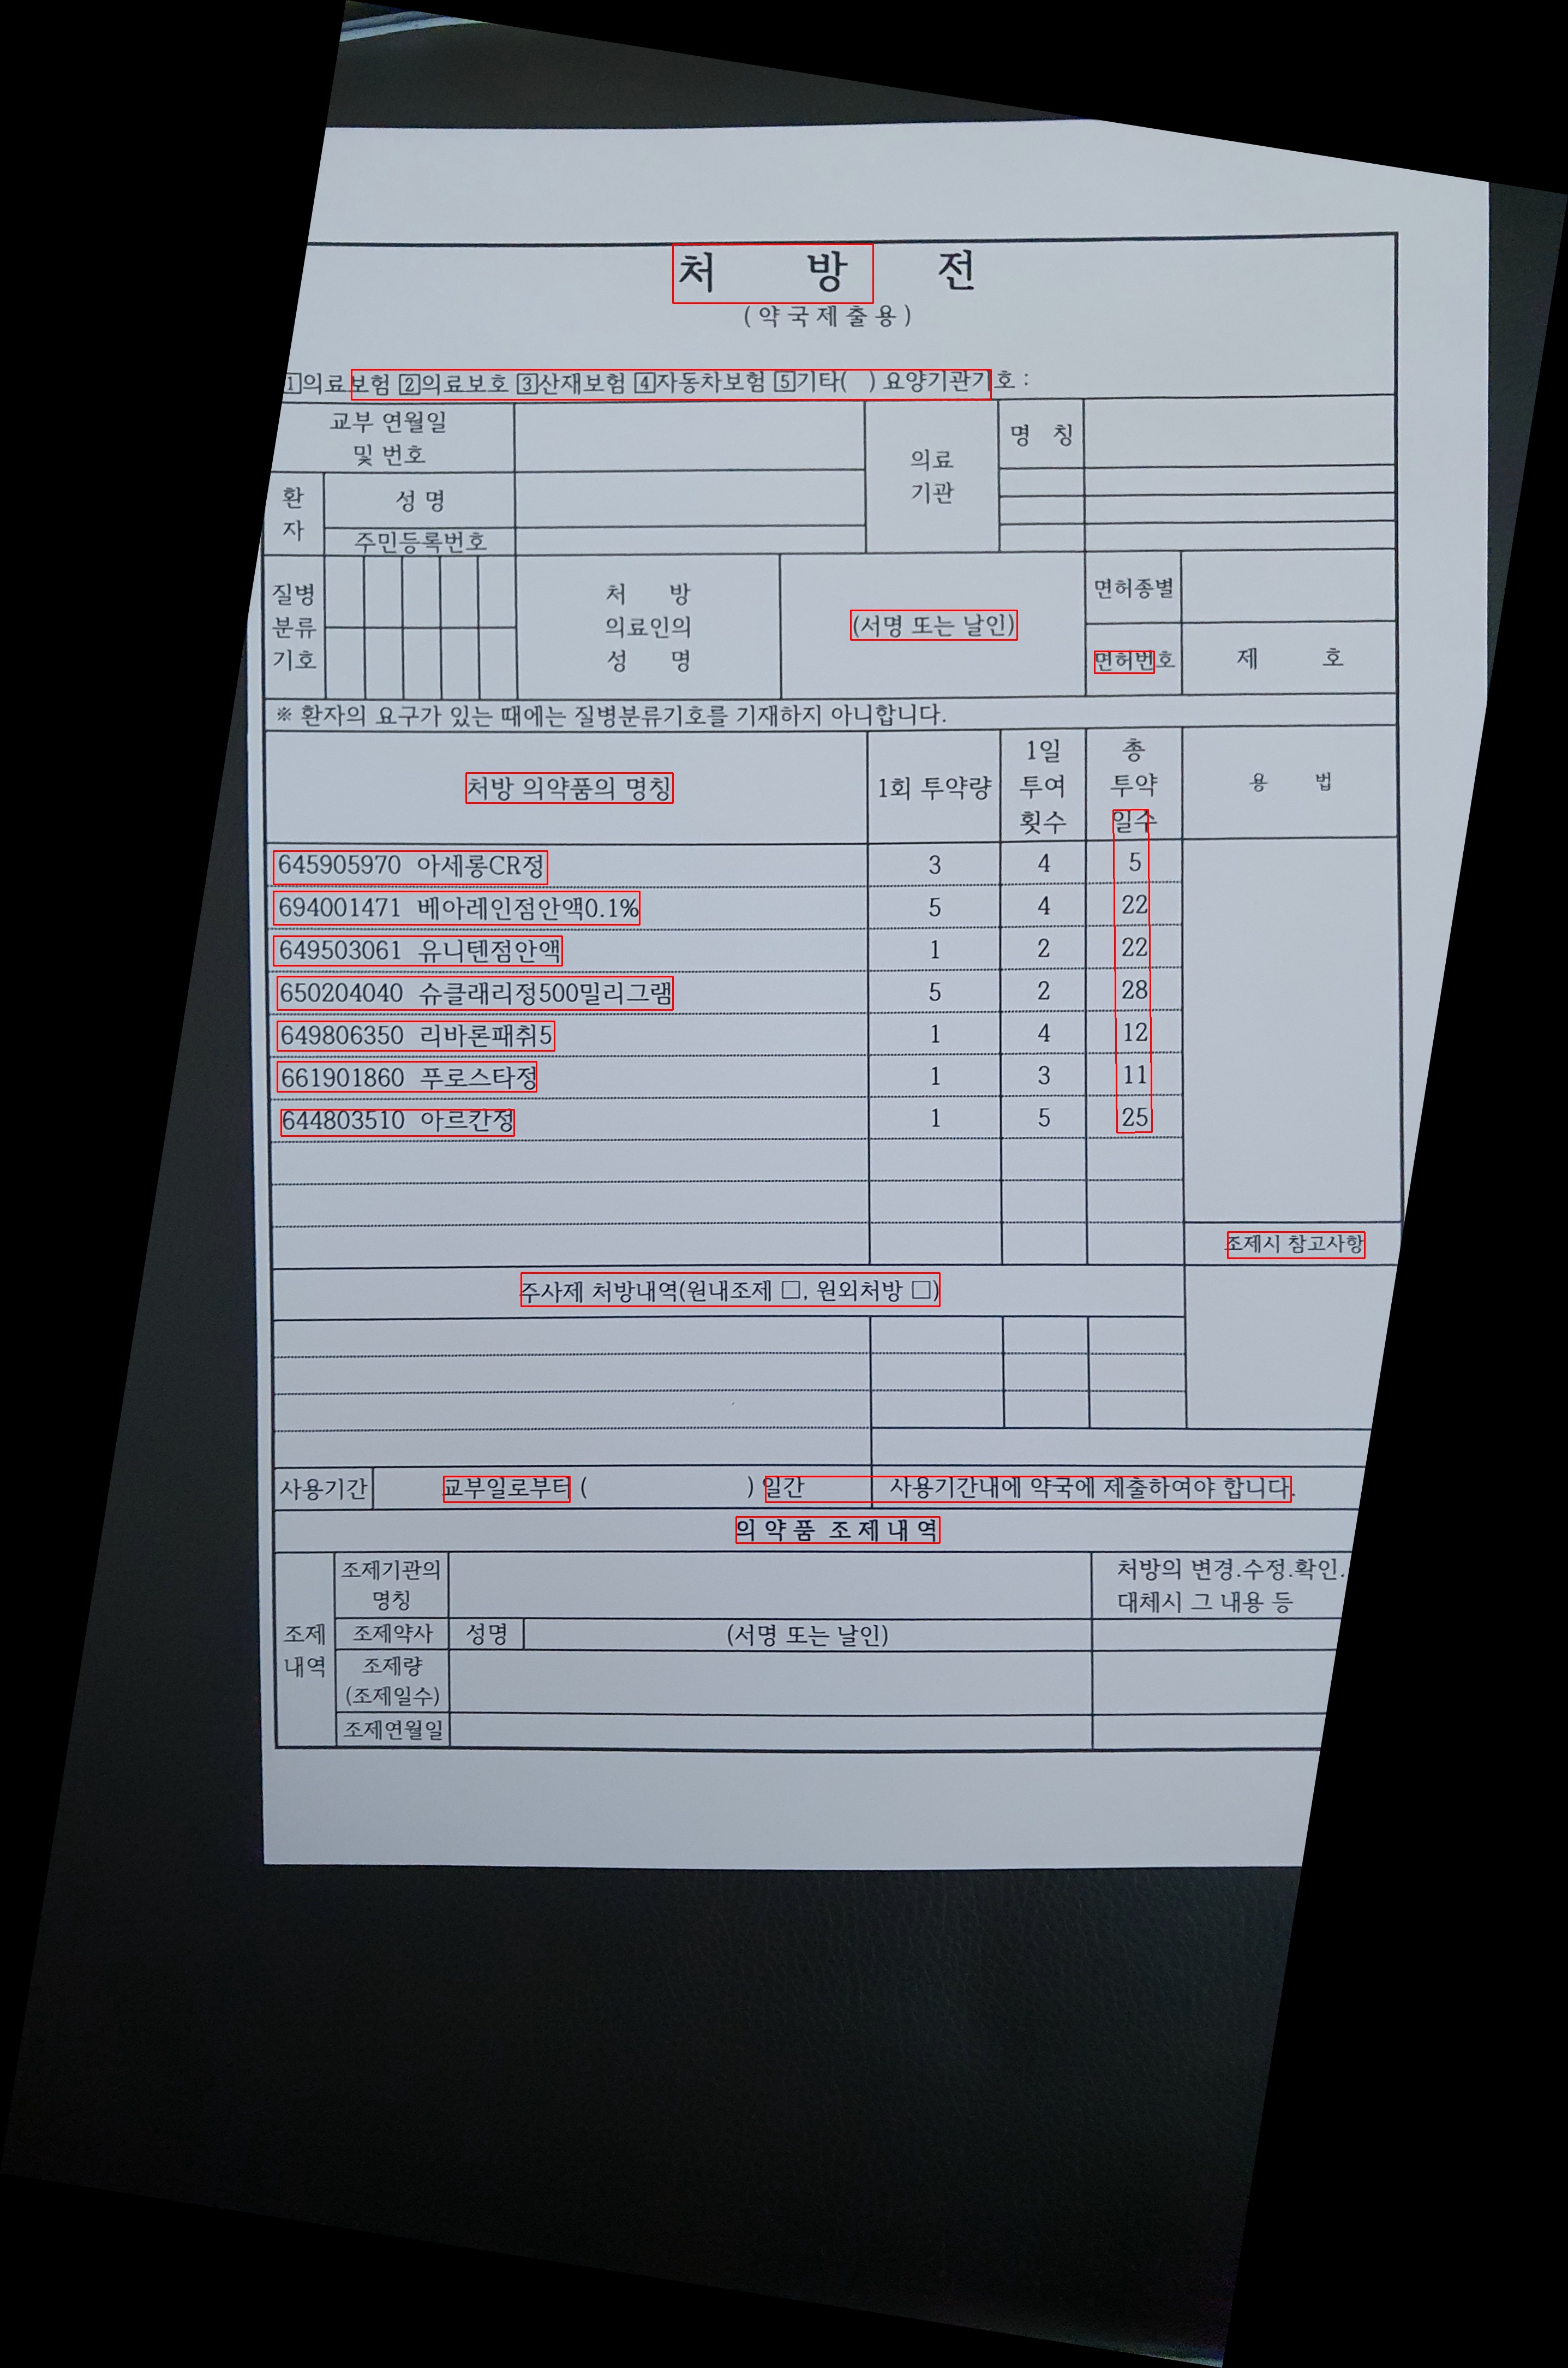 처 방 전
(약국제출용)
1의료보험 2의료보호 3산재보험 4자동차보험 5기타( ) 요양기관기호 :
교부 연월일
및 번호
의료
기관
명 칭
환
자
성 명
주민등록번호
질병
분류
기호
처 방
의료인의
성 명
(서명 또는 날인)
면허종별
면허번호
제 호
※ 환자의 요구가 있는 때에는 질병분류기호를 기재하지 아니합니다.
처방 의약품의 명칭
1회 투약량
1일
투여
횟수
총
투약
일수
용 법
645905970 아세롱CR정 3 4 5
694001471 베아레인점안액0.1% 5 4 22
649503061 유니텐점안액 1 2 22
650204040 슈클래리정500밀리그램 5 2 28
649806350 리바론패취5 1 4 12
661901860 푸로스타정 1 3 11
644803510 아르칸정 1 5 25
조제시 참고사항
주사제 처방내역(원내조제 □, 원외처방 □)
사용기간 교부일로부터 ( ) 일간 사용기간내에 약국에 제출하여야 합니다.
의 약 품 조 제 내 역
조제
내역
조제기관의
명칭
처방의 변경.수정.확인.
대체시 그 내용 등
조제약사 성명 (서명 또는 날인)
조제량
(조제일수)
조제연월일